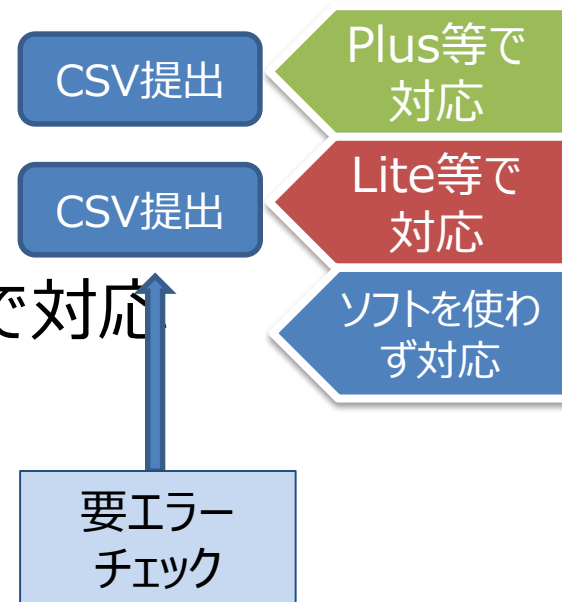 CSV提出
Plus等で
対応
CSV提出
Lite等で
対応
で対応
ソフトを使わ
ず対応
要エラー
チェック